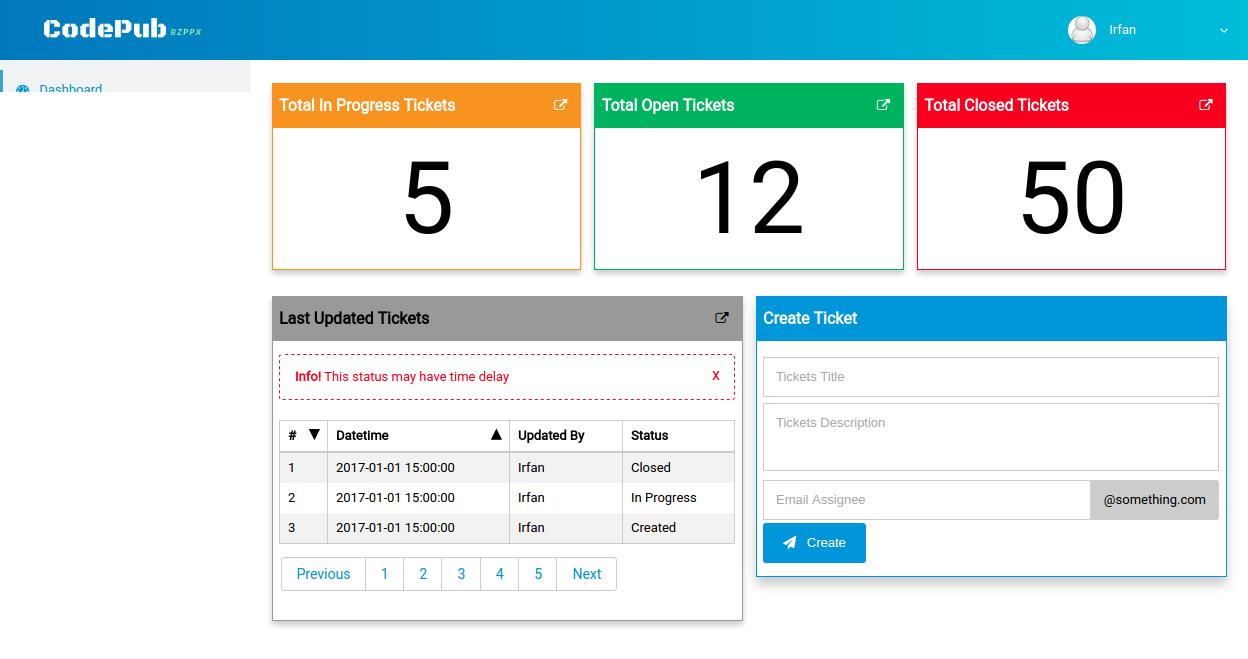 CodePub BZPPX
Irfan
Dashboard
Total In Progress Tickets
5
Total Open Tickets
12
Total Closed Tickets
50
Last Updated Tickets
Info! This status may have time delay X
# ▼ Datetime ▲ Updated By Status
1 2017-01-01 15:00:00 Irfan Closed
2 2017-01-01 15:00:00 Irfan In Progress
3 2017-01-01 15:00:00 Irfan Created
Previous 1 2 3 4 5 Next
Create Ticket
Tickets Title
Tickets Description
Email Assignee @something.com
Create